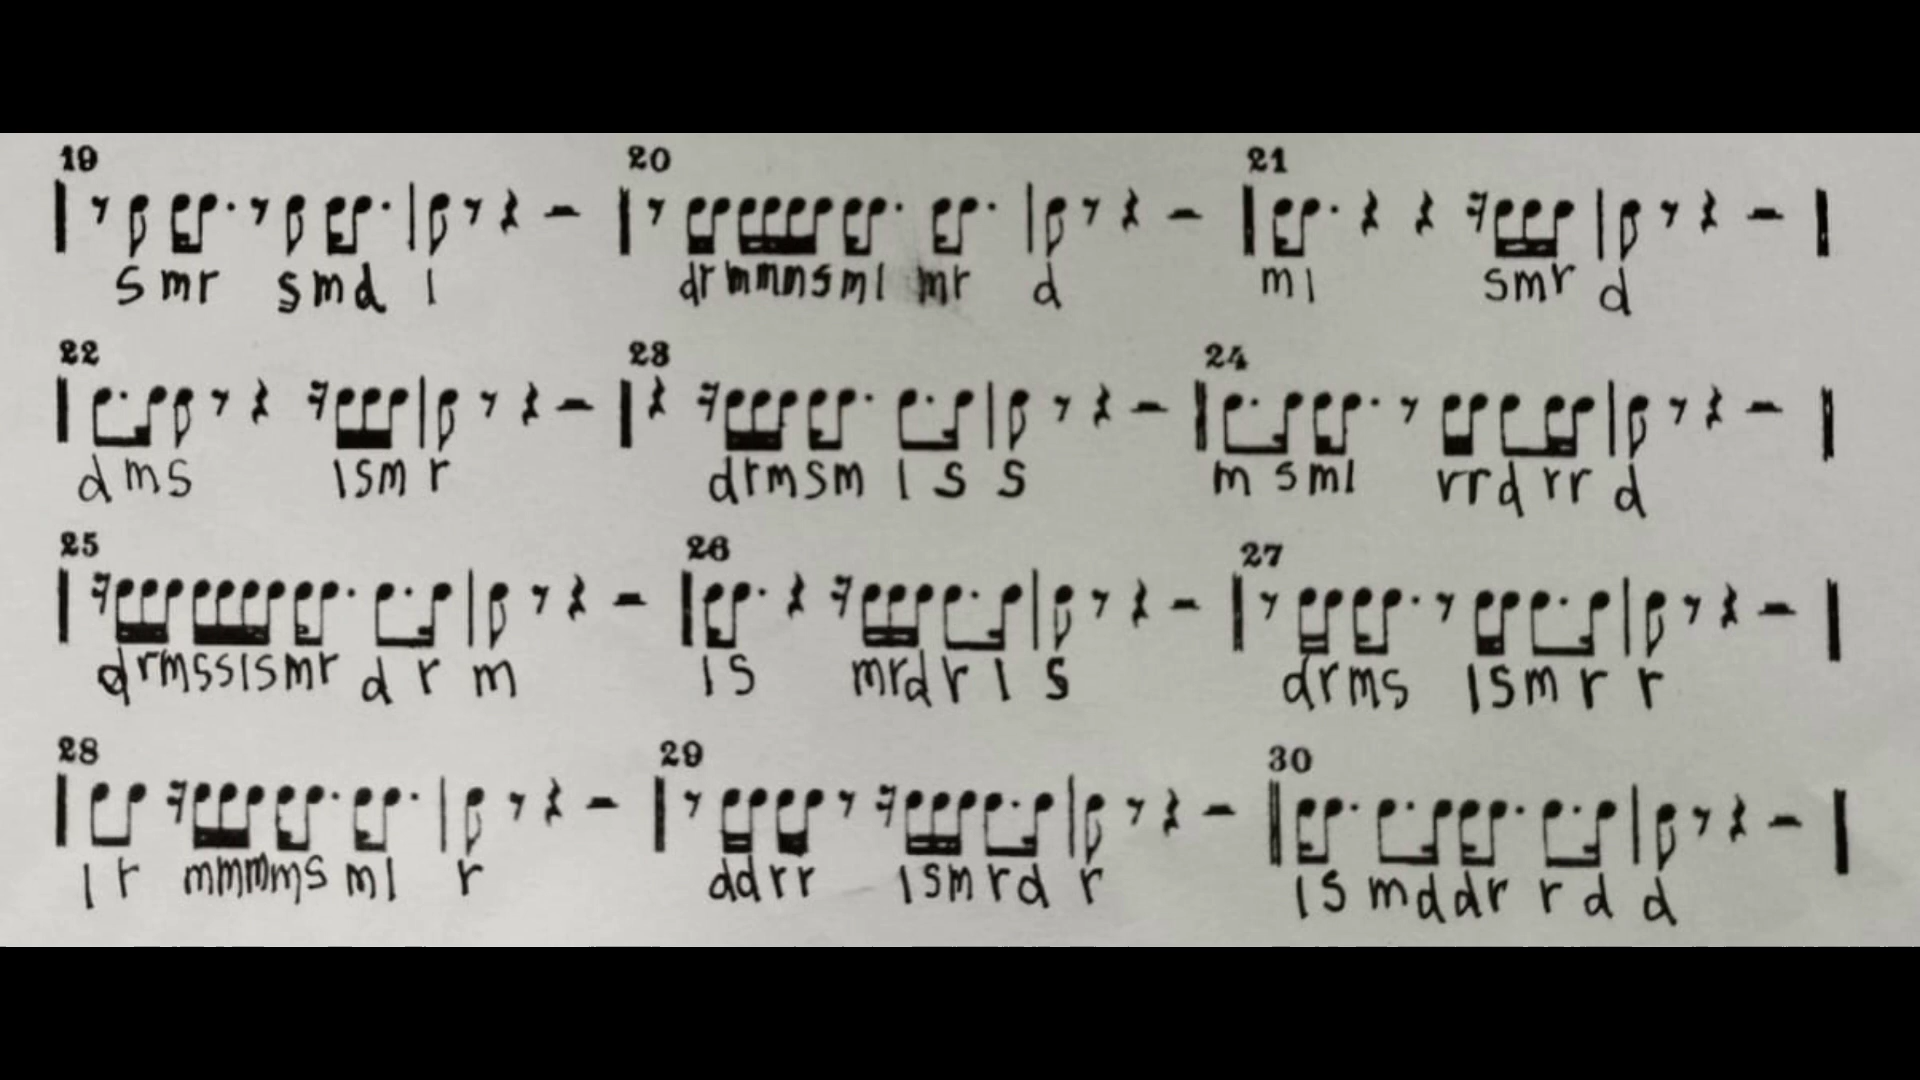 19 20 21
s m r s m d l d r m m m s m l m r d m l s m r d
22 23 24
d m s l s m r d r m s m l s s m s m l r r d r r d
25 26 27
d r m s s l s m r d r m l s m r d r l s d r m s l s m r r
28 29 30
l r m m m m s m l r d d r r l s m r d r l s m d d r r d d